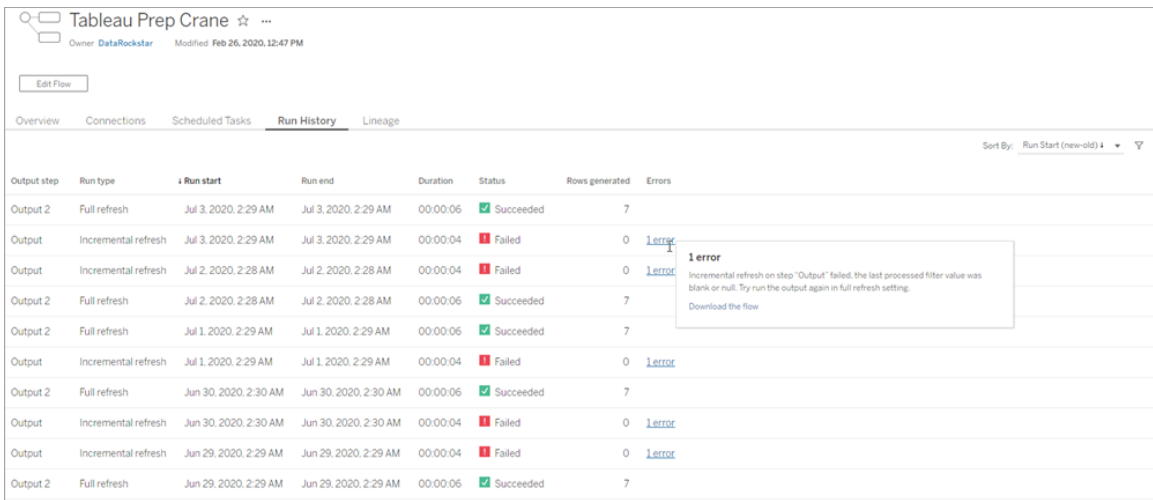 Tableau Prep Crane ☆ ...
Owner DataRockstar Modified Feb 26, 2020, 12:47 PM
Edit Flow
Overview Connections Scheduled Tasks Run History Lineage
Sort By: Run Start (new-old) ↓
Output step Run type ↓ Run start Run end Duration Status Rows generated Errors
Output 2 Full refresh Jul 3, 2020, 2:29 AM Jul 3, 2020, 2:29 AM 00:00:06 Succeeded 7
Output Incremental refresh Jul 3, 2020, 2:29 AM Jul 3, 2020, 2:29 AM 00:00:04 Failed 0 1 error
Output Incremental refresh Jul 2, 2020, 2:28 AM Jul 2, 2020, 2:28 AM 00:00:04 Failed 0 1 error
Output 2 Full refresh Jul 2, 2020, 2:28 AM Jul 2, 2020, 2:28 AM 00:00:06 Succeeded 7
Output 2 Full refresh Jul 1, 2020, 2:29 AM Jul 1, 2020, 2:29 AM 00:00:06 Succeeded 7
Output Incremental refresh Jul 1, 2020, 2:29 AM Jul 1, 2020, 2:29 AM 00:00:04 Failed 0 1 error
Output 2 Full refresh Jun 30, 2020, 2:30 AM Jun 30, 2020, 2:30 AM 00:00:06 Succeeded 7
Output Incremental refresh Jun 30, 2020, 2:30 AM Jun 30, 2020, 2:30 AM 00:00:04 Failed 0 1 error
Output Incremental refresh Jun 29, 2020, 2:29 AM Jun 29, 2020, 2:29 AM 00:00:04 Failed 0 1 error
Output 2 Full refresh Jun 29, 2020, 2:29 AM Jun 29, 2020, 2:29 AM 00:00:06 Succeeded 7
1 error
Incremental refresh on step "Output" failed, the last processed filter value was
blank or null. Try run the output again in full refresh setting.
Download the flow